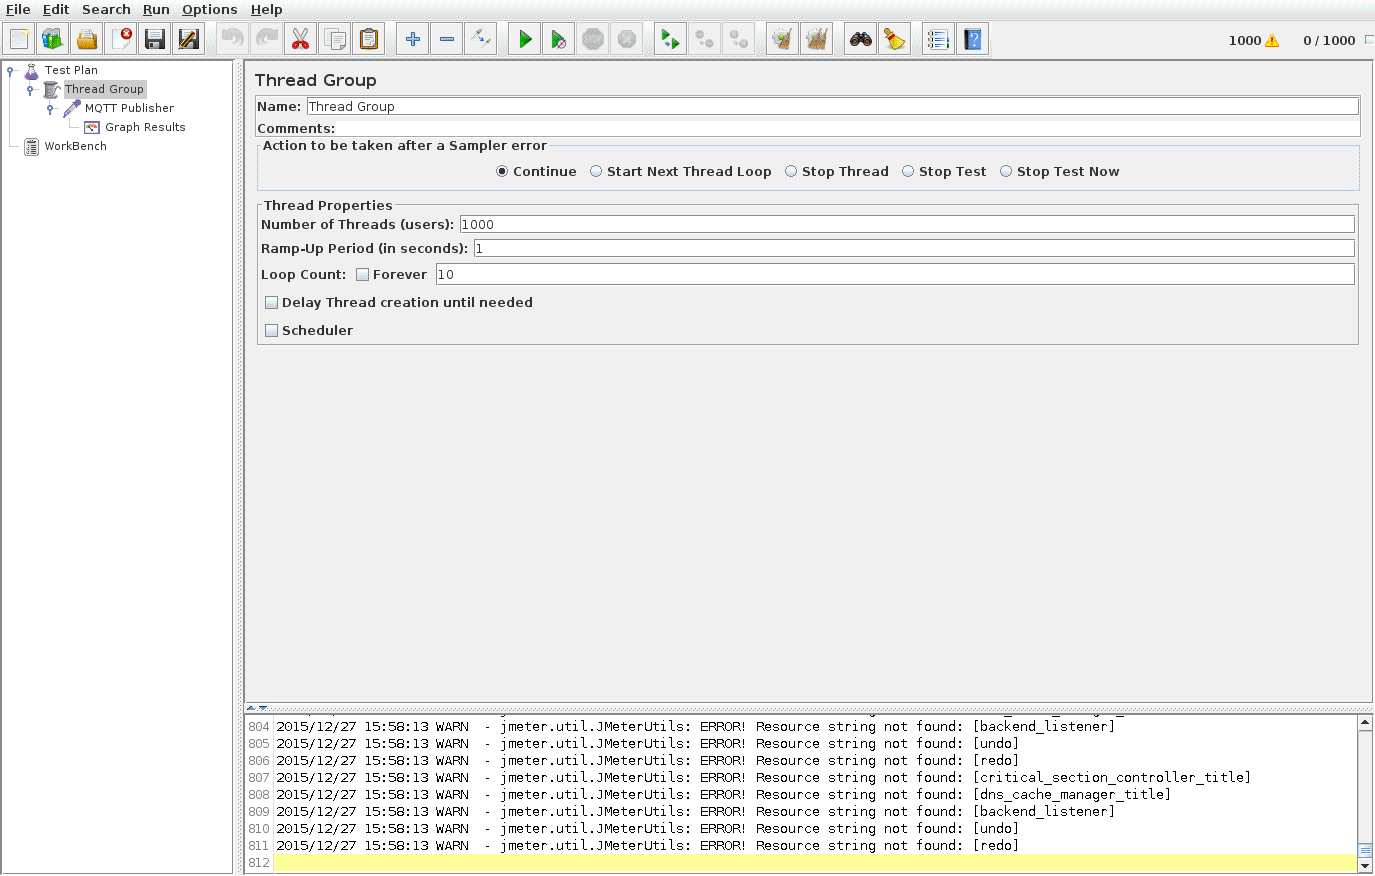 File Edit Search Run Options Help
1000 0 / 1000
Test Plan
Thread Group
MQTT Publisher
Graph Results
WorkBench
Thread Group
Name: Thread Group
Comments:
Action to be taken after a Sampler error
Continue Start Next Thread Loop Stop Thread Stop Test Stop Test Now
Thread Properties
Number of Threads (users): 1000
Ramp-Up Period (in seconds): 1
Loop Count: Forever 10
Delay Thread creation until needed
Scheduler
804 2015/12/27 15:58:13 WARN - jmeter.util.JMeterUtils: ERROR! Resource string not found: [backend_listener]
805 2015/12/27 15:58:13 WARN - jmeter.util.JMeterUtils: ERROR! Resource string not found: [undo]
806 2015/12/27 15:58:13 WARN - jmeter.util.JMeterUtils: ERROR! Resource string not found: [redo]
807 2015/12/27 15:58:13 WARN - jmeter.util.JMeterUtils: ERROR! Resource string not found: [critical_section_controller_title]
808 2015/12/27 15:58:13 WARN - jmeter.util.JMeterUtils: ERROR! Resource string not found: [dns_cache_manager_title]
809 2015/12/27 15:58:13 WARN - jmeter.util.JMeterUtils: ERROR! Resource string not found: [backend_listener]
810 2015/12/27 15:58:13 WARN - jmeter.util.JMeterUtils: ERROR! Resource string not found: [undo]
811 2015/12/27 15:58:13 WARN - jmeter.util.JMeterUtils: ERROR! Resource string not found: [redo]
812